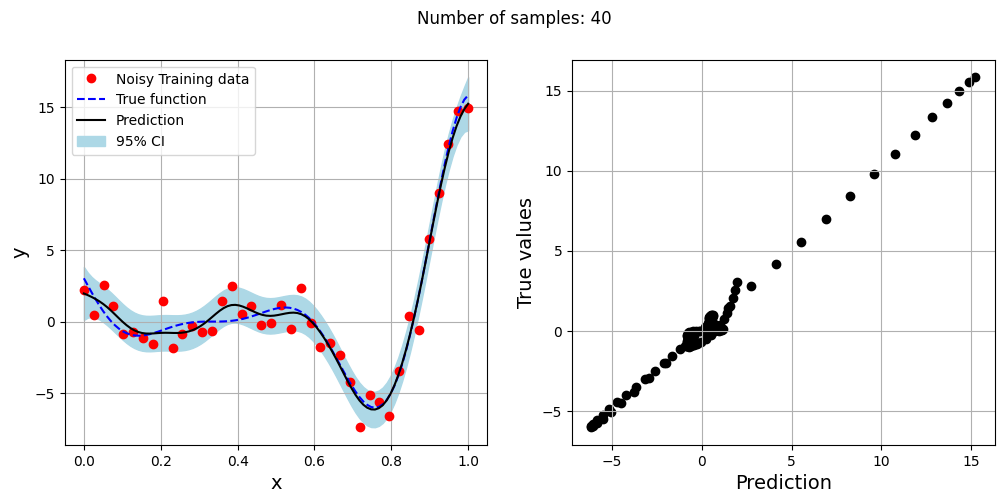 Number of samples: 40
Noisy Training data
True function
Prediction
95% CI
15
10
5
0
−5
y
0.0 0.2 0.4 0.6 0.8 1.0
x
15
10
5
0
−5
True values
−5 0 5 10 15
Prediction